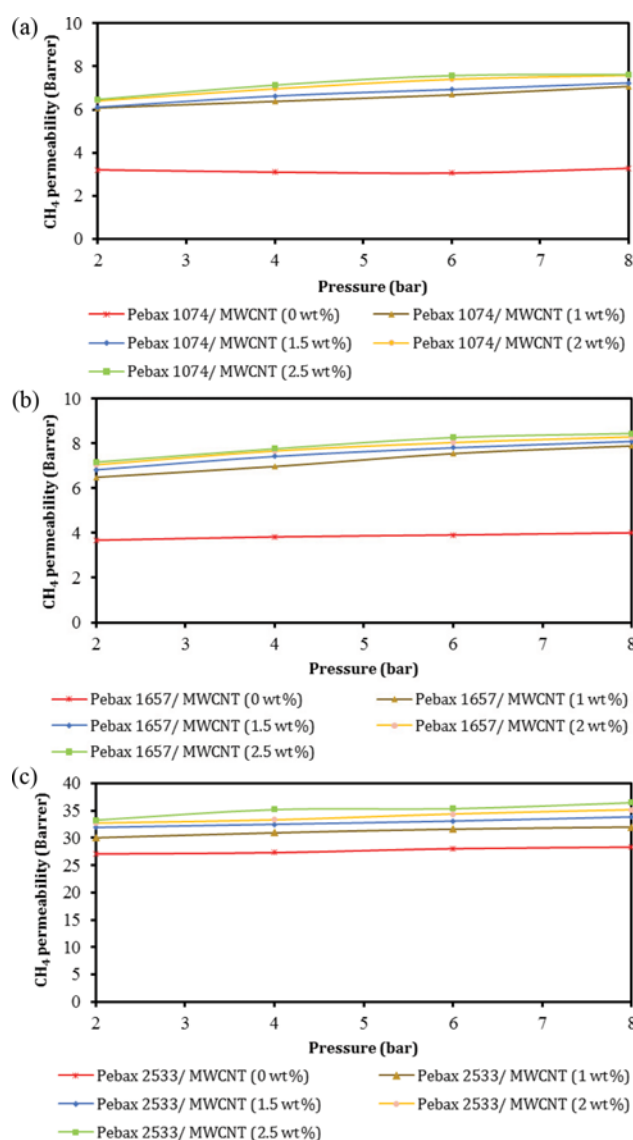 (a)
10
8
6
4
2
0
CH₄ permeability (Barrer)
2 3 4 5 6 7 8
Pressure (bar)
Pebax 1074/ MWCNT (0 wt%) Pebax 1074/ MWCNT (1 wt%)
Pebax 1074/ MWCNT (1.5 wt%) Pebax 1074/ MWCNT (2 wt%)
Pebax 1074/ MWCNT (2.5 wt%)
(b)
10
8
6
4
2
0
CH₄ permeability (Barrer)
2 3 4 5 6 7 8
Pressure (bar)
Pebax 1657/ MWCNT (0 wt%) Pebax 1657/ MWCNT (1 wt%)
Pebax 1657/ MWCNT (1.5 wt%) Pebax 1657/ MWCNT (2 wt%)
Pebax 1657/ MWCNT (2.5 wt%)
(c)
40
35
30
25
20
15
10
5
0
CH₄ permeability (Barrer)
2 3 4 5 6 7 8
Pressure (bar)
Pebax 2533/ MWCNT (0 wt%) Pebax 2533/ MWCNT (1 wt%)
Pebax 2533/ MWCNT (1.5 wt%) Pebax 2533/ MWCNT (2 wt%)
Pebax 2533/ MWCNT (2.5 wt%)